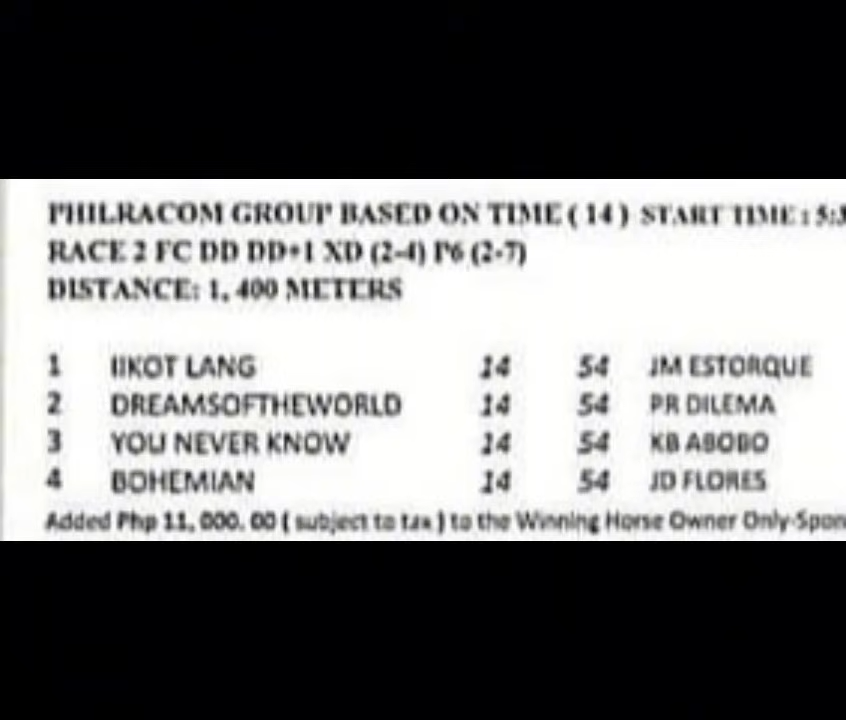 PHILRACOM GROUP BASED ON TIME ( 14 ) START TIME : 5:3
RACE 2 FC DD DD+1 XD (2-4) P6 (2-7)
DISTANCE: 1, 400 METERS
1 IIKOT LANG 14 54 JM ESTORQUE
2 DREAMSOFTHEWORLD 14 54 PR DILEMA
3 YOU NEVER KNOW 14 54 KB ABOBO
4 BOHEMIAN 14 54 JD FLORES
Added Php 11, 000. 00 ( subject to tax ) to the Winning Horse Owner Only-Spon